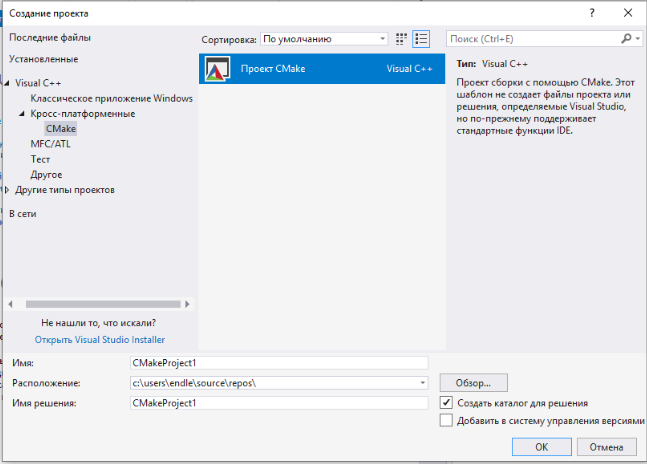 Создание проекта
? ×
Последние файлы
Установленные
Visual C++
Классическое приложение Windows
Кросс-платформенные
CMake
MFC/ATL
Тест
Другое
Другие типы проектов
В сети
Не нашли то, что искали?
Открыть Visual Studio Installer
Сортировка: По умолчанию
Проект CMake Visual C++
Поиск (Ctrl+E)
Тип: Visual C++
Проект сборки с помощью CMake. Этот
шаблон не создает файлы проекта или
решения, определяемые Visual Studio,
но по-прежнему поддерживает
стандартные функции IDE.
Имя: CMakeProject1
Расположение: c:\users\endle\source\repos\ Обзор...
Имя решения: CMakeProject1
Создать каталог для решения
Добавить в систему управления версиями
OK Отмена